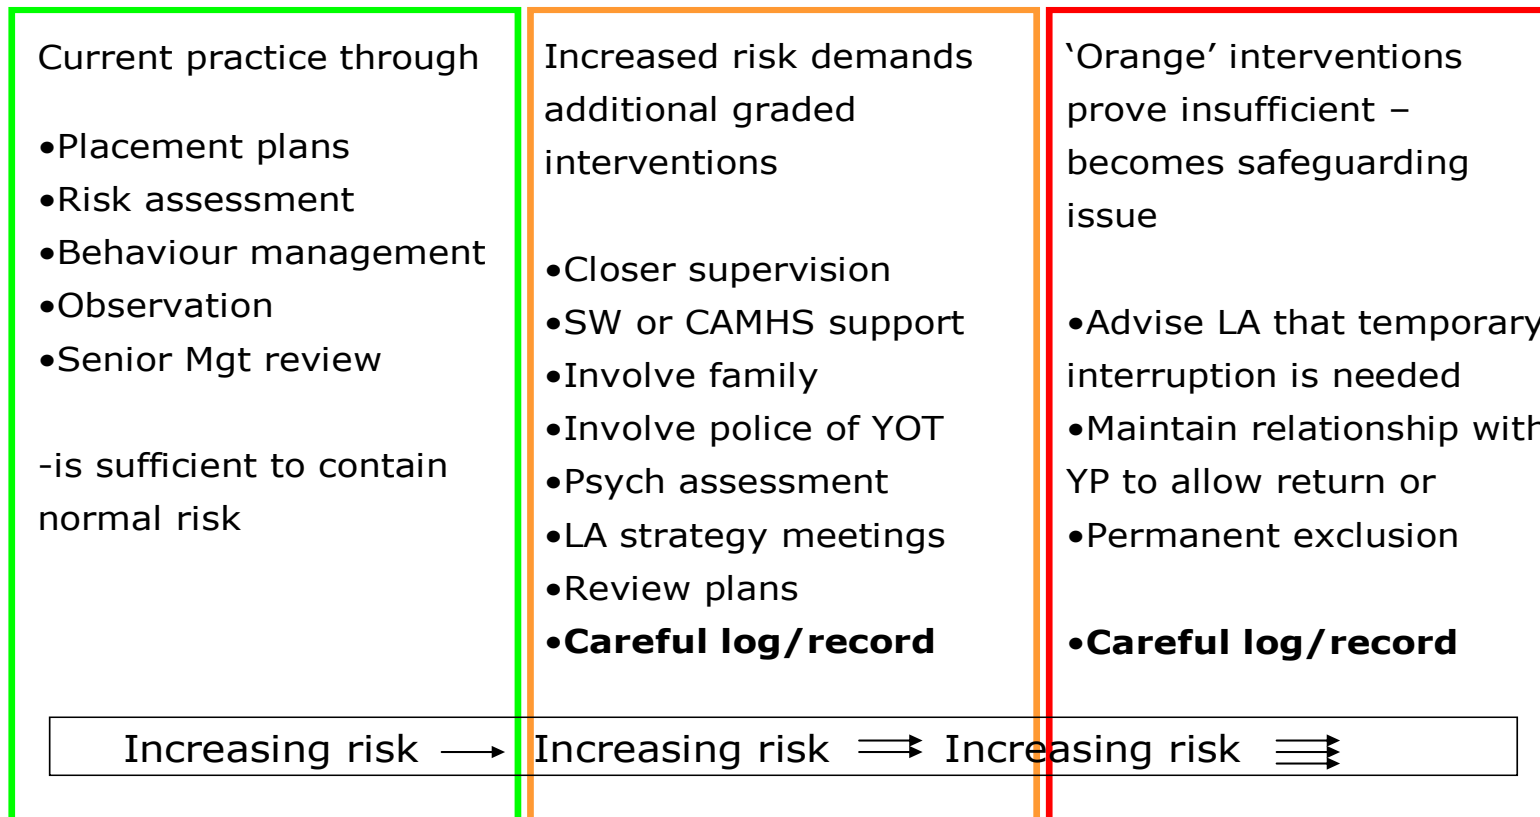 Current practice through
•Placement plans
•Risk assessment
•Behaviour management
•Observation
•Senior Mgt review
-is sufficient to contain
normal risk
Increased risk demands
additional graded
interventions
•Closer supervision
•SW or CAMHS support
•Involve family
•Involve police of YOT
•Psych assessment
•LA strategy meetings
•Review plans
•Careful log/record
‘Orange’ interventions
prove insufficient –
becomes safeguarding
issue
•Advise LA that temporary
interruption is needed
•Maintain relationship with
YP to allow return or
•Permanent exclusion
•Careful log/record
Increasing risk Increasing risk Increasing risk